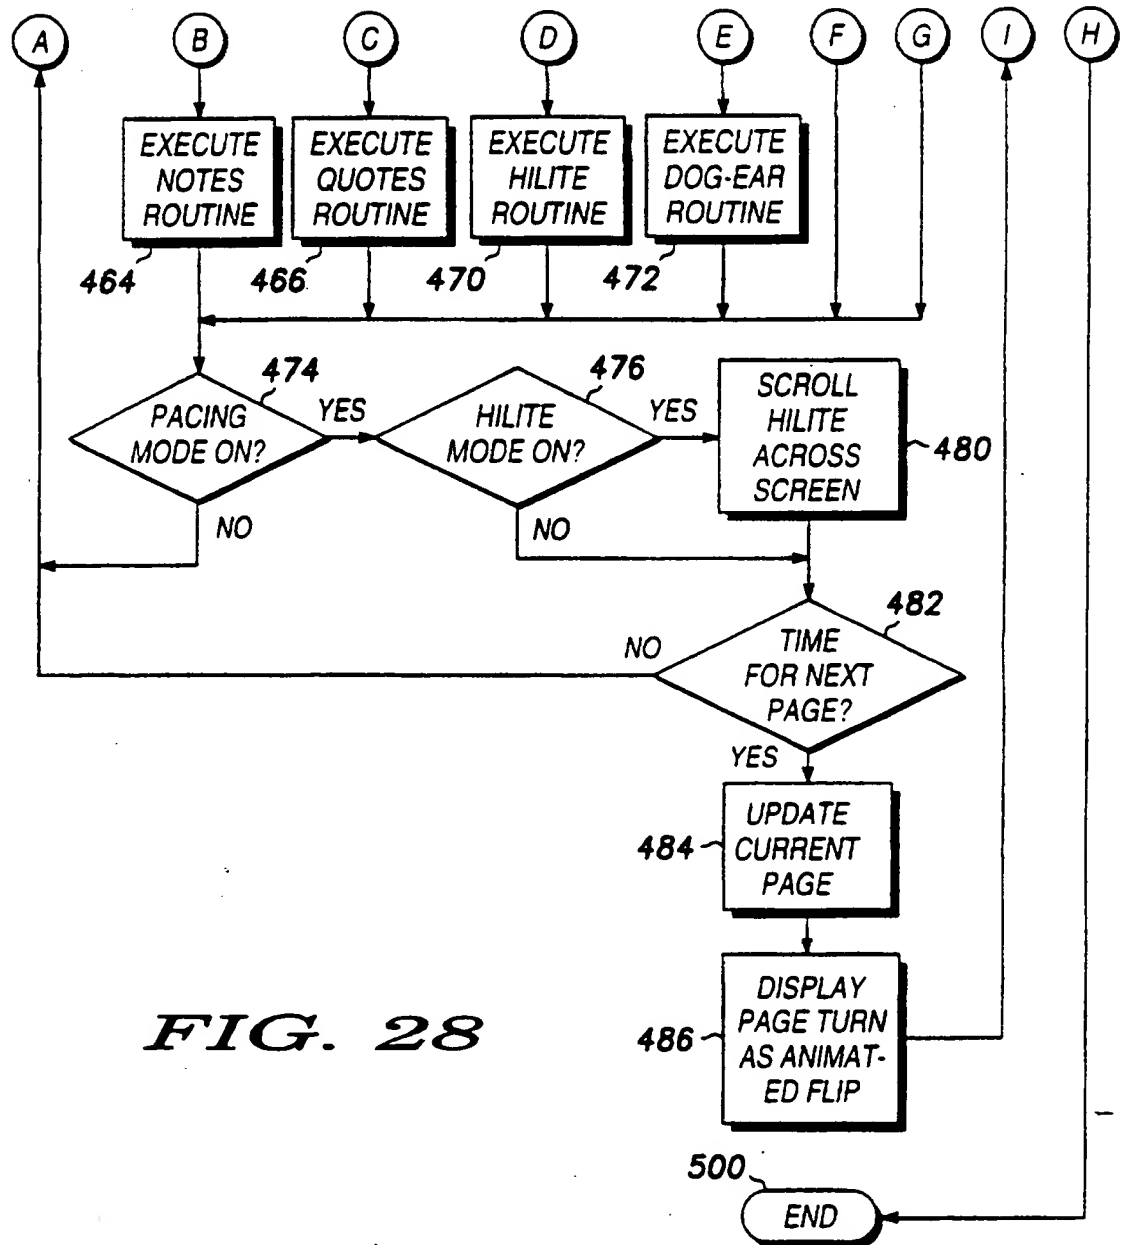 A B C D E F G I H
EXECUTE
NOTES
ROUTINE
464
EXECUTE
QUOTES
ROUTINE
466
EXECUTE
HILITE
ROUTINE
470
EXECUTE
DOG-EAR
ROUTINE
472
PACING
MODE ON?
474
YES
NO
HILITE
MODE ON?
476
YES
NO
SCROLL
HILITE
ACROSS
SCREEN
480
TIME
FOR NEXT
PAGE?
482
NO
YES
UPDATE
CURRENT
PAGE
484
DISPLAY
PAGE TURN
AS ANIMAT-
ED FLIP
486
FIG. 28
500
END